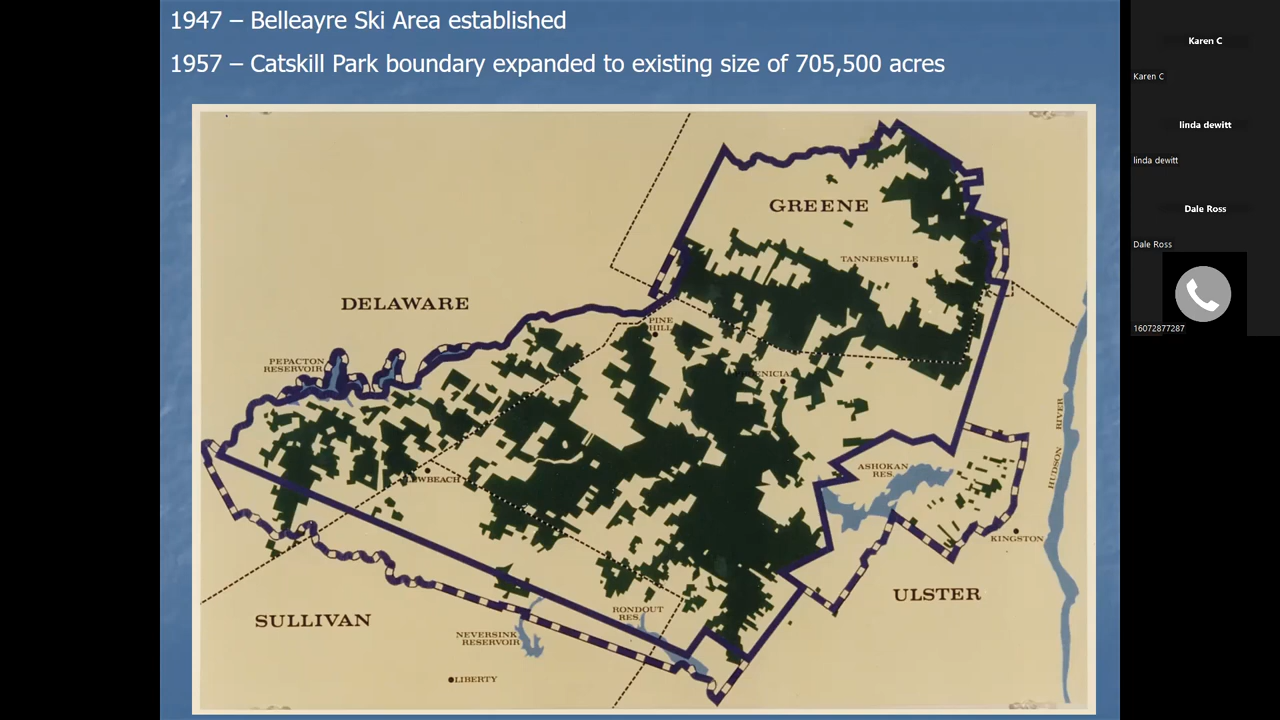 1947 – Belleayre Ski Area established
1957 – Catskill Park boundary expanded to existing size of 705,500 acres
GREENE
TANNERSVILLE
DELAWARE
PINE
HILL
PEPACTON
RESERVOIR
ASHOKAN
RES.
HUDSON RIVER
KINGSTON
ULSTER
SULLIVAN
RONDOUT
RES.
NEVERSINK
RESERVOIR
LIBERTY
Karen C
Karen C
linda dewitt
linda dewitt
Dale Ross
Dale Ross
16072877287